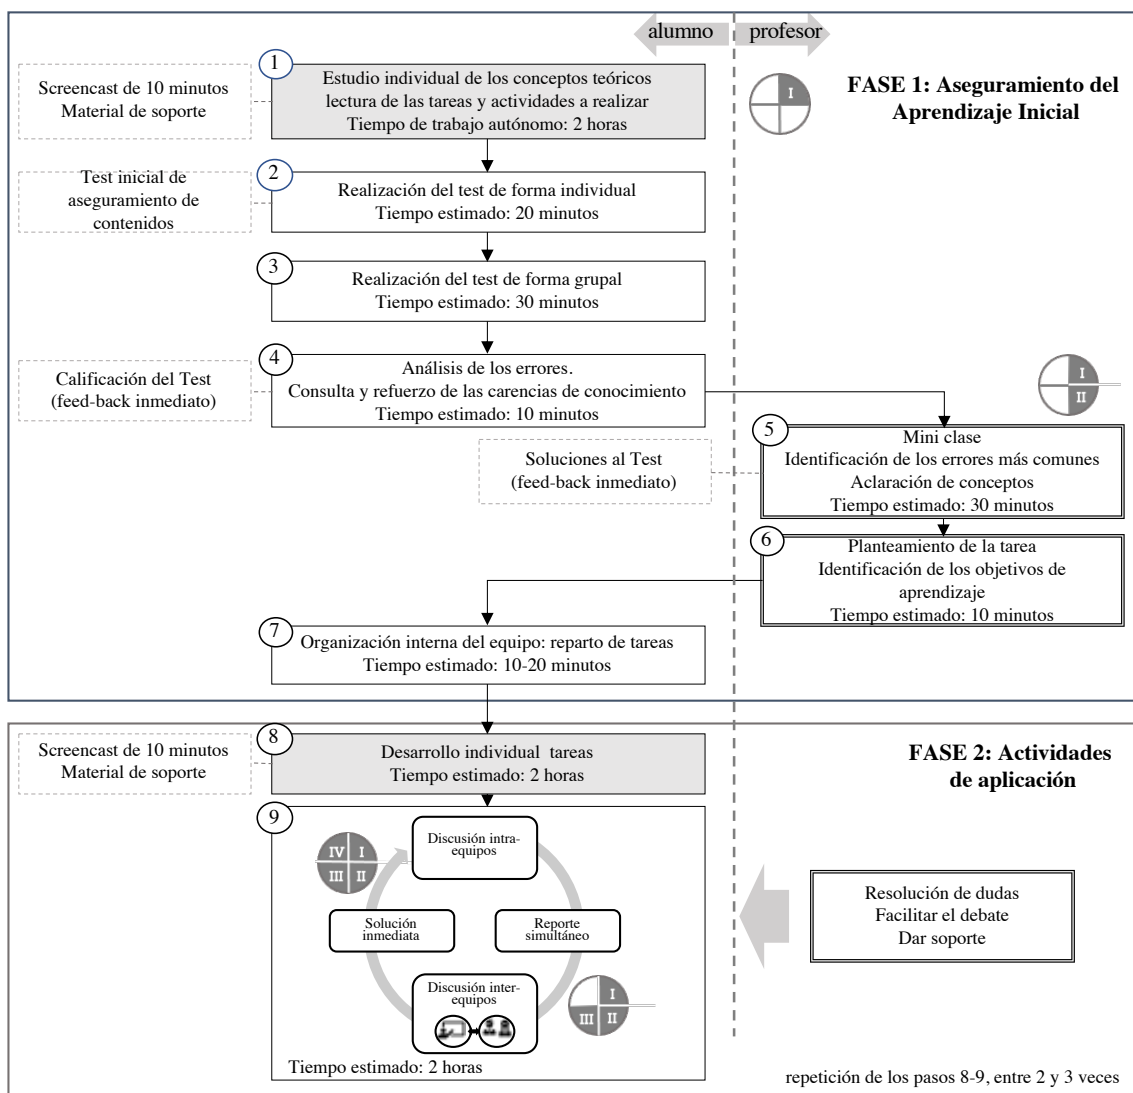 alumno
profesor
1
Screencast de 10 minutos
Material de soporte
Estudio individual de los conceptos teóricos
lectura de las tareas y actividades a realizar
Tiempo de trabajo autónomo: 2 horas
I
FASE 1: Aseguramiento del
Aprendizaje Inicial
2
Test inicial de
aseguramiento de
contenidos
Realización del test de forma individual
Tiempo estimado: 20 minutos
3
Realización del test de forma grupal
Tiempo estimado: 30 minutos
4
Calificación del Test
(feed-back inmediato)
Análisis de los errores.
Consulta y refuerzo de las carencias de conocimiento
Tiempo estimado: 10 minutos
I
II
5
Soluciones al Test
(feed-back inmediato)
Mini clase
Identificación de los errores más comunes
Aclaración de conceptos
Tiempo estimado: 30 minutos
6
Planteamiento de la tarea
Identificación de los objetivos de
aprendizaje
Tiempo estimado: 10 minutos
7
Organización interna del equipo: reparto de tareas
Tiempo estimado: 10-20 minutos
8
Screencast de 10 minutos
Material de soporte
Desarrollo individual tareas
Tiempo estimado: 2 horas
FASE 2: Actividades
de aplicación
9
IV I
III II
Discusión intra-
equipos
Solución
inmediata
Reporte
simultáneo
Discusión inter-
equipos
I
III II
Tiempo estimado: 2 horas
Resolución de dudas
Facilitar el debate
Dar soporte
repetición de los pasos 8-9, entre 2 y 3 veces